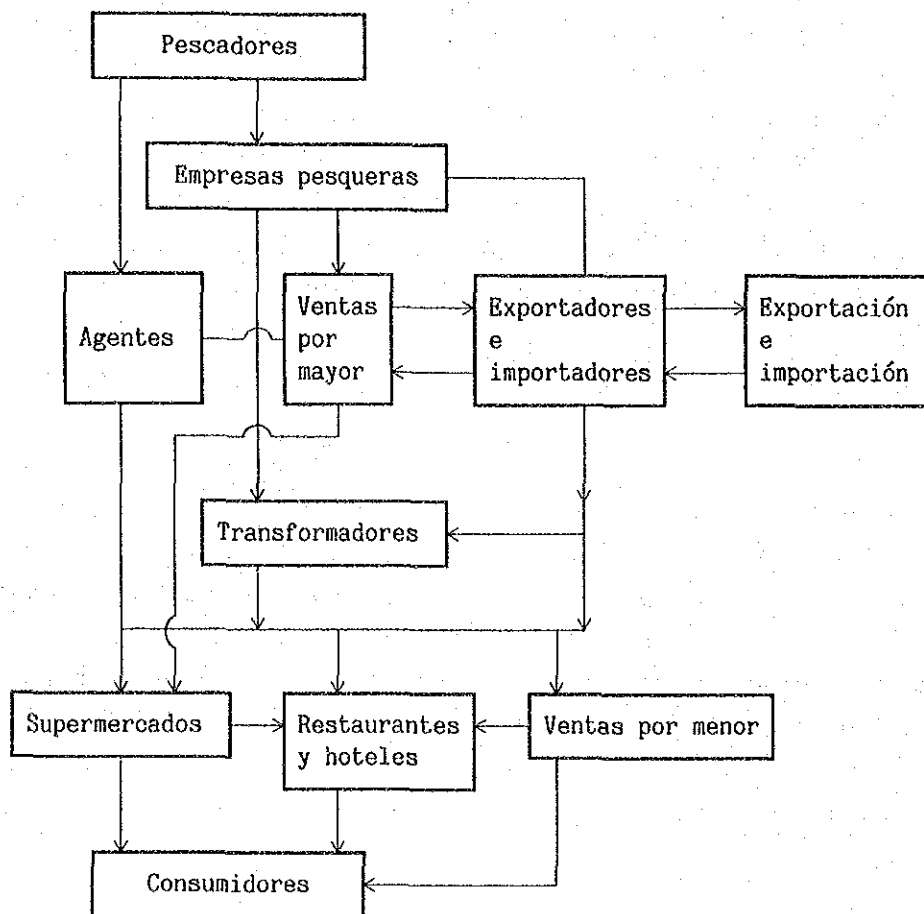 Pescadores
Empresas pesqueras
Agentes
Ventas
por
mayor
Exportadores
e
importadores
Exportación
e
importación
Transformadores
Supermercados
Restaurantes
y hoteles
Ventas por menor
Consumidores